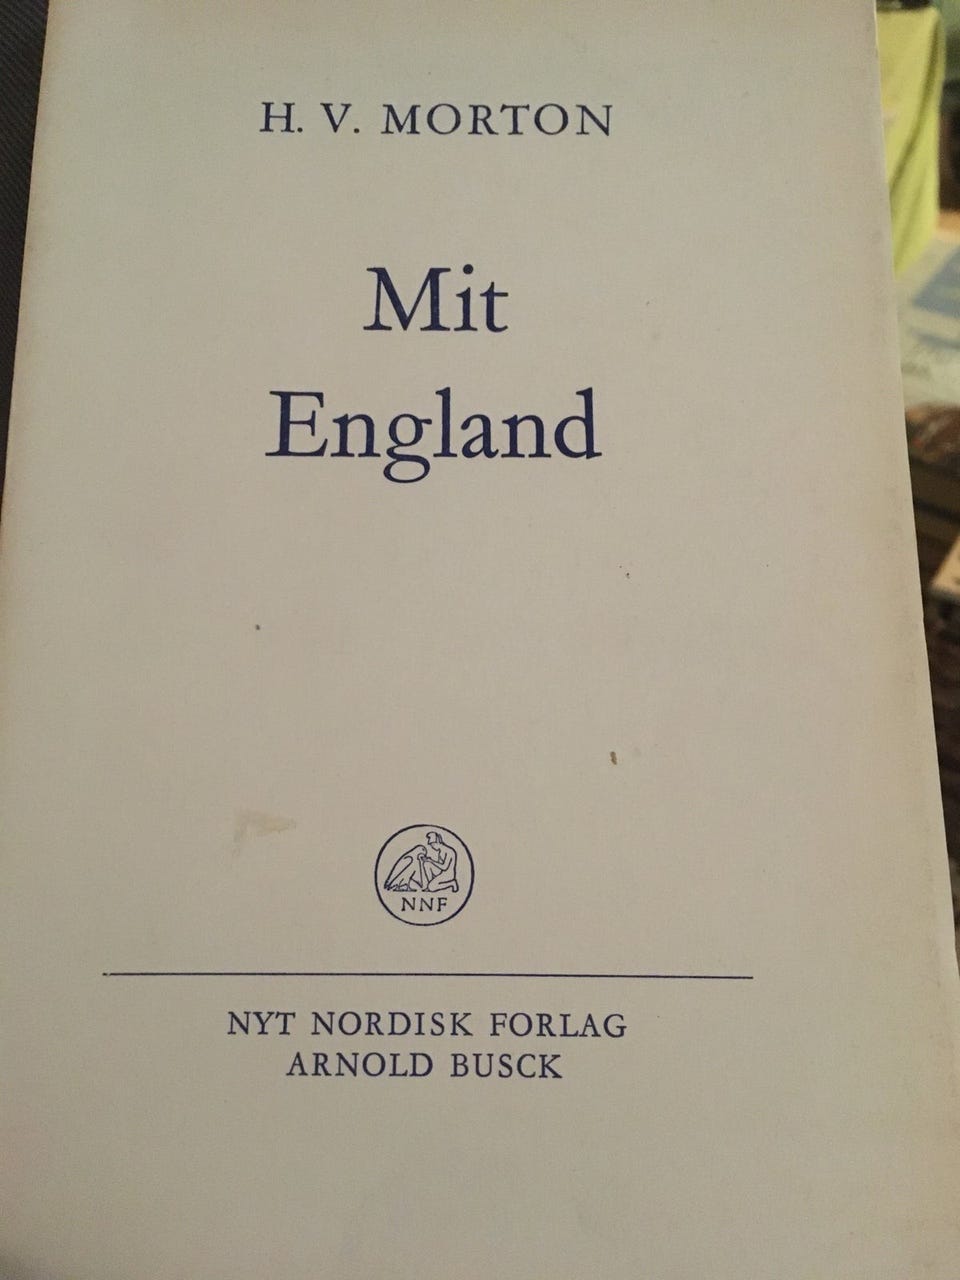 H. V. MORTON
Mit
England
NNF
NYT NORDISK FORLAG
ARNOLD BUSCK